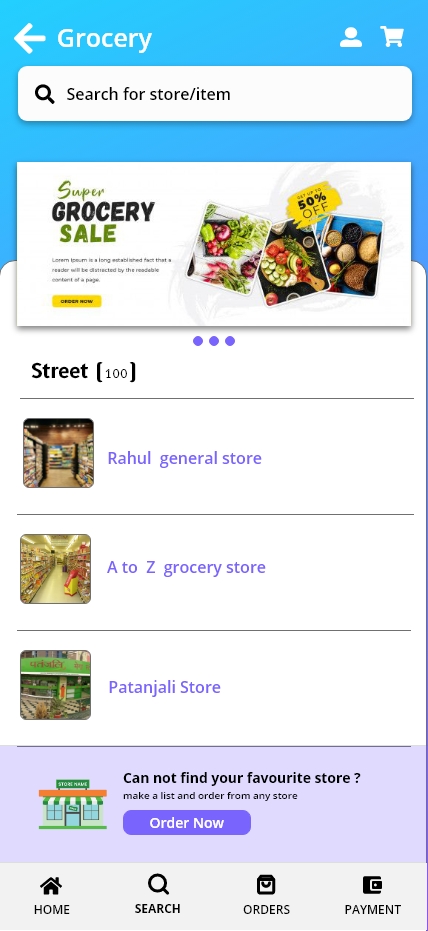 Grocery
Search for store/item
Super
GROCERY
SALE
GET UP TO
50%
OFF
Lorem Ipsum is a long established fact that a
reader will be distracted by the readable
content of a page.
ORDER NOW
Street (100)
Rahul general store
A to Z grocery store
पतंजलि
Patanjali Store
STORE NAME
Can not find your favourite store ?
make a list and order from any store
Order Now
HOME
SEARCH
ORDERS
PAYMENT